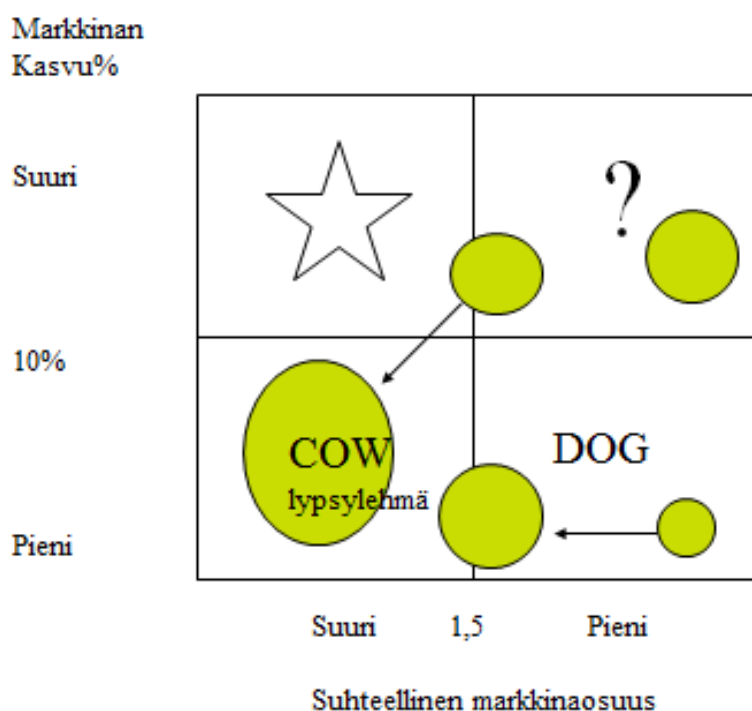 Markkinan
Kasvu%
Suuri
?
10%
COW
lypsylehmä
DOG
Pieni
Suuri 1,5 Pieni
Suhteellinen markkinaosuus